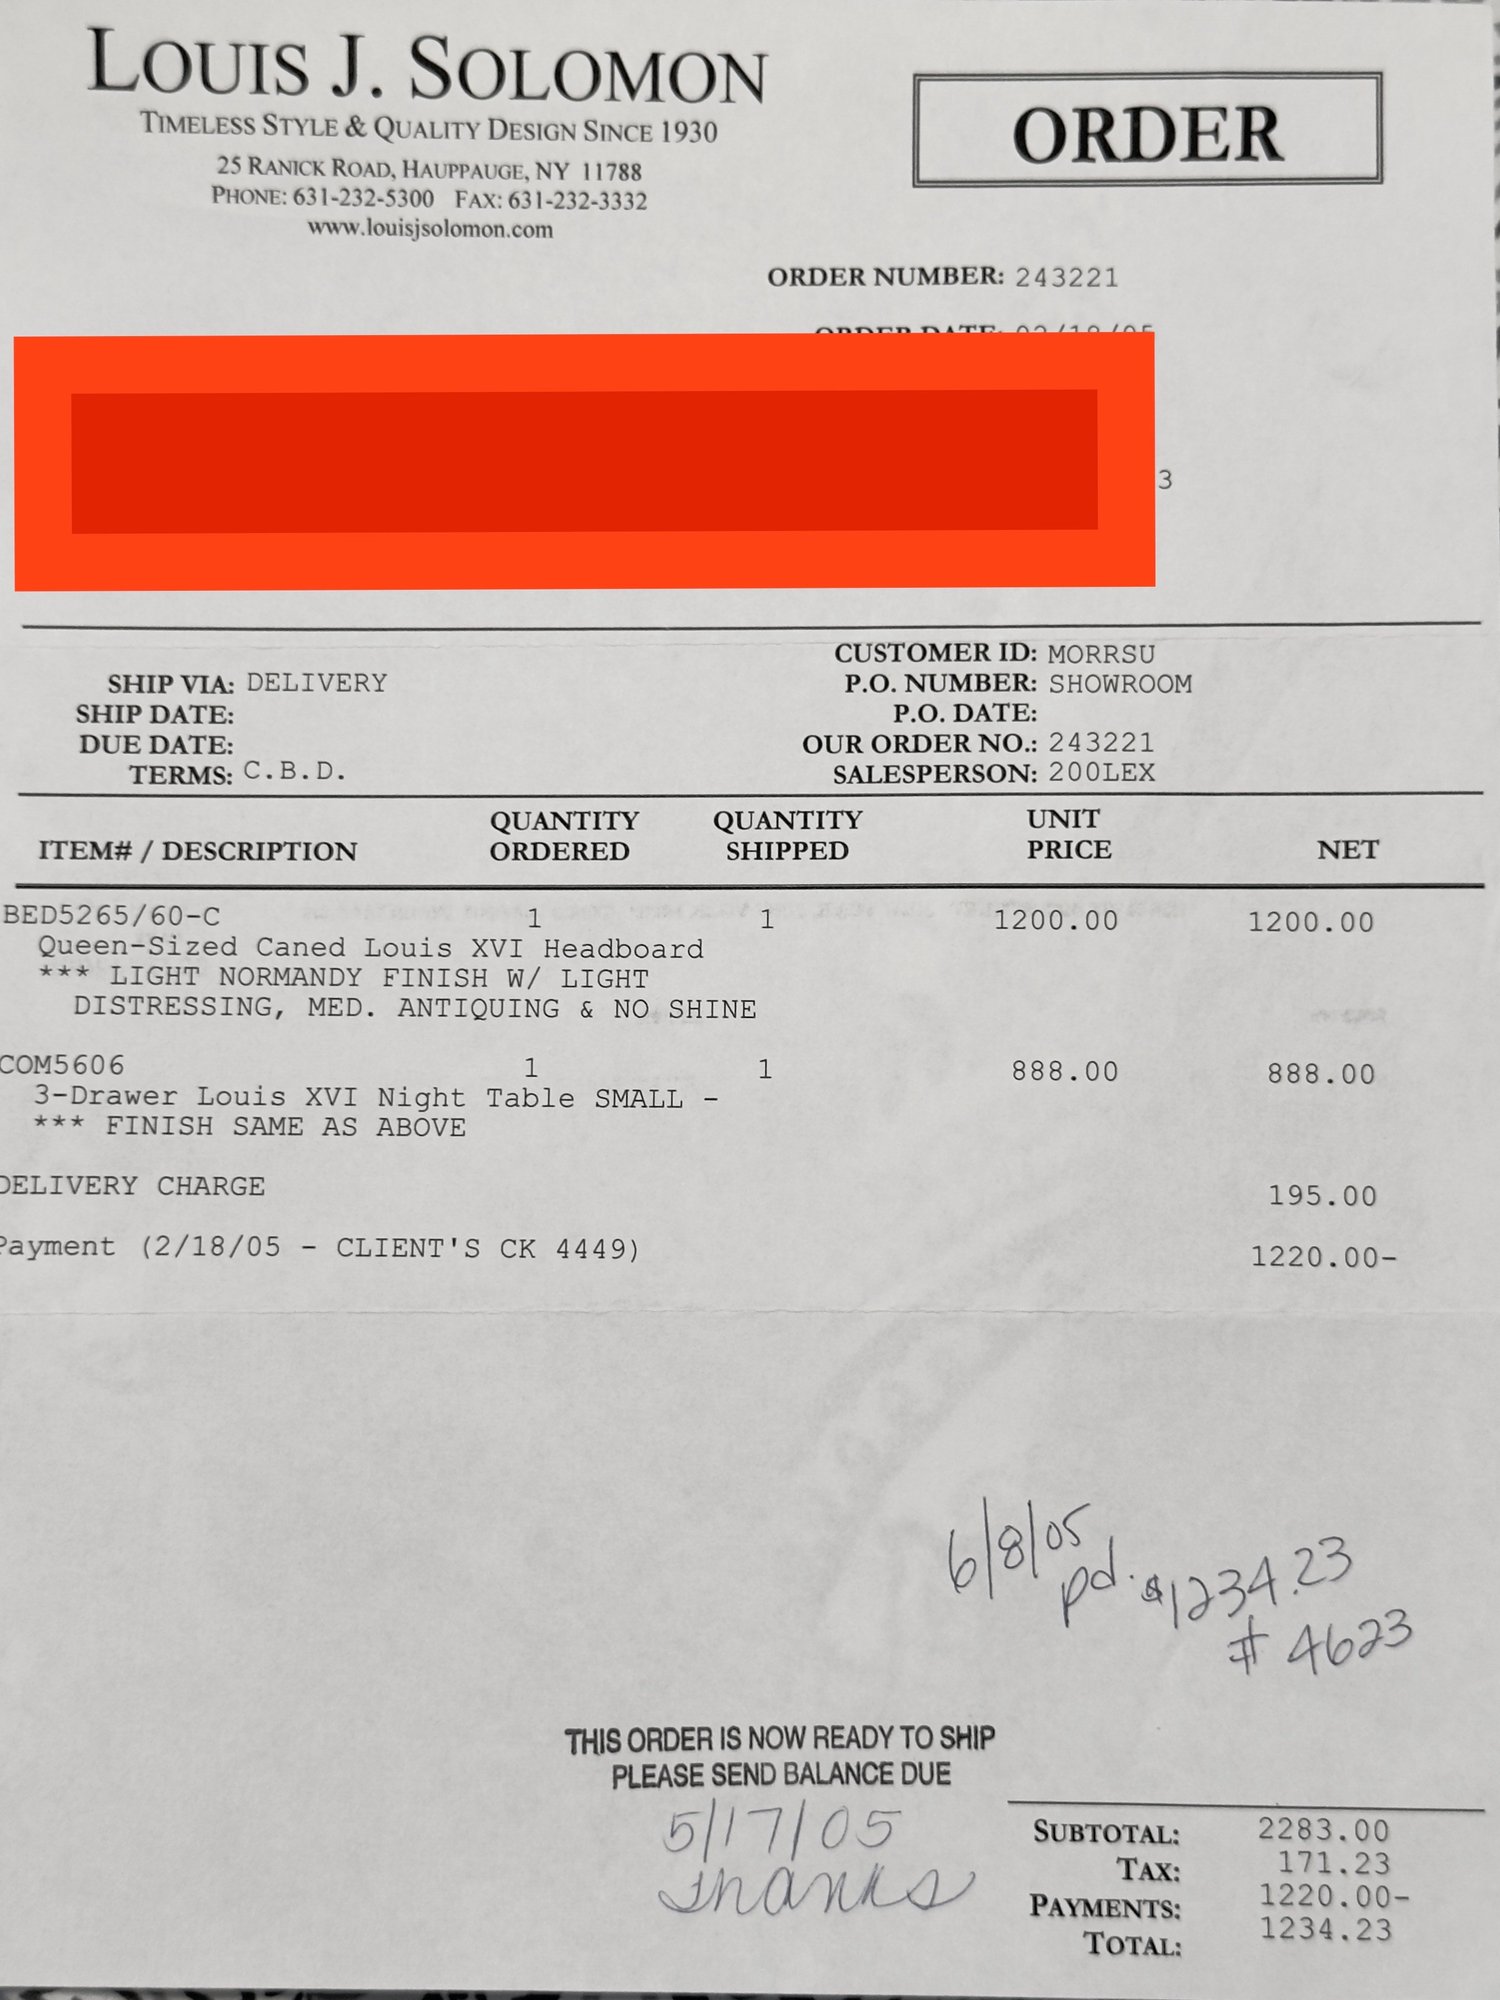 LOUIS J. SOLOMON
TIMELESS STYLE & QUALITY DESIGN SINCE 1930
25 RANICK ROAD, HAUPPAUGE, NY 11788
PHONE: 631-232-5300 FAX: 631-232-3332
www.louisjsolomon.com
ORDER
ORDER NUMBER: 243221
ORDER DATE:
3
SHIP VIA: DELIVERY
SHIP DATE:
DUE DATE:
TERMS: C.B.D.
CUSTOMER ID: MORRSU
P.O. NUMBER: SHOWROOM
P.O. DATE:
OUR ORDER NO.: 243221
SALESPERSON: 200LEX
ITEM# / DESCRIPTION QUANTITY ORDERED QUANTITY SHIPPED UNIT PRICE NET
BED5265/60-C 1 1 1200.00 1200.00
Queen-Sized Caned Louis XVI Headboard
*** LIGHT NORMANDY FINISH W/ LIGHT
DISTRESSING, MED. ANTIQUING & NO SHINE
COM5606 1 1 888.00 888.00
3-Drawer Louis XVI Night Table SMALL -
*** FINISH SAME AS ABOVE
DELIVERY CHARGE 195.00
Payment (2/18/05 - CLIENT'S CK 4449) 1220.00-
6/8/05
pd. $1234.23
# 4623
THIS ORDER IS NOW READY TO SHIP
PLEASE SEND BALANCE DUE
5/17/05
Thanks
SUBTOTAL: 2283.00
TAX: 171.23
PAYMENTS: 1220.00-
TOTAL: 1234.23